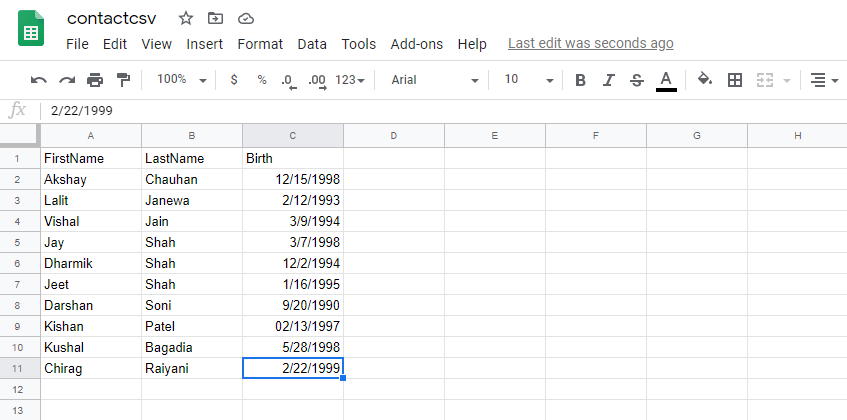 contactcsv
File Edit View Insert Format Data Tools Add-ons Help Last edit was seconds ago
100% $ % .0 .00 123 Arial 10 B I S A
fx 2/22/1999
A B C D E F G H
1 FirstName LastName Birth
2 Akshay Chauhan 12/15/1998
3 Lalit Janewa 2/12/1993
4 Vishal Jain 3/9/1994
5 Jay Shah 3/7/1998
6 Dharmik Shah 12/2/1994
7 Jeet Shah 1/16/1995
8 Darshan Soni 9/20/1990
9 Kishan Patel 02/13/1997
10 Kushal Bagadia 5/28/1998
11 Chirag Raiyani 2/22/1999
12
13